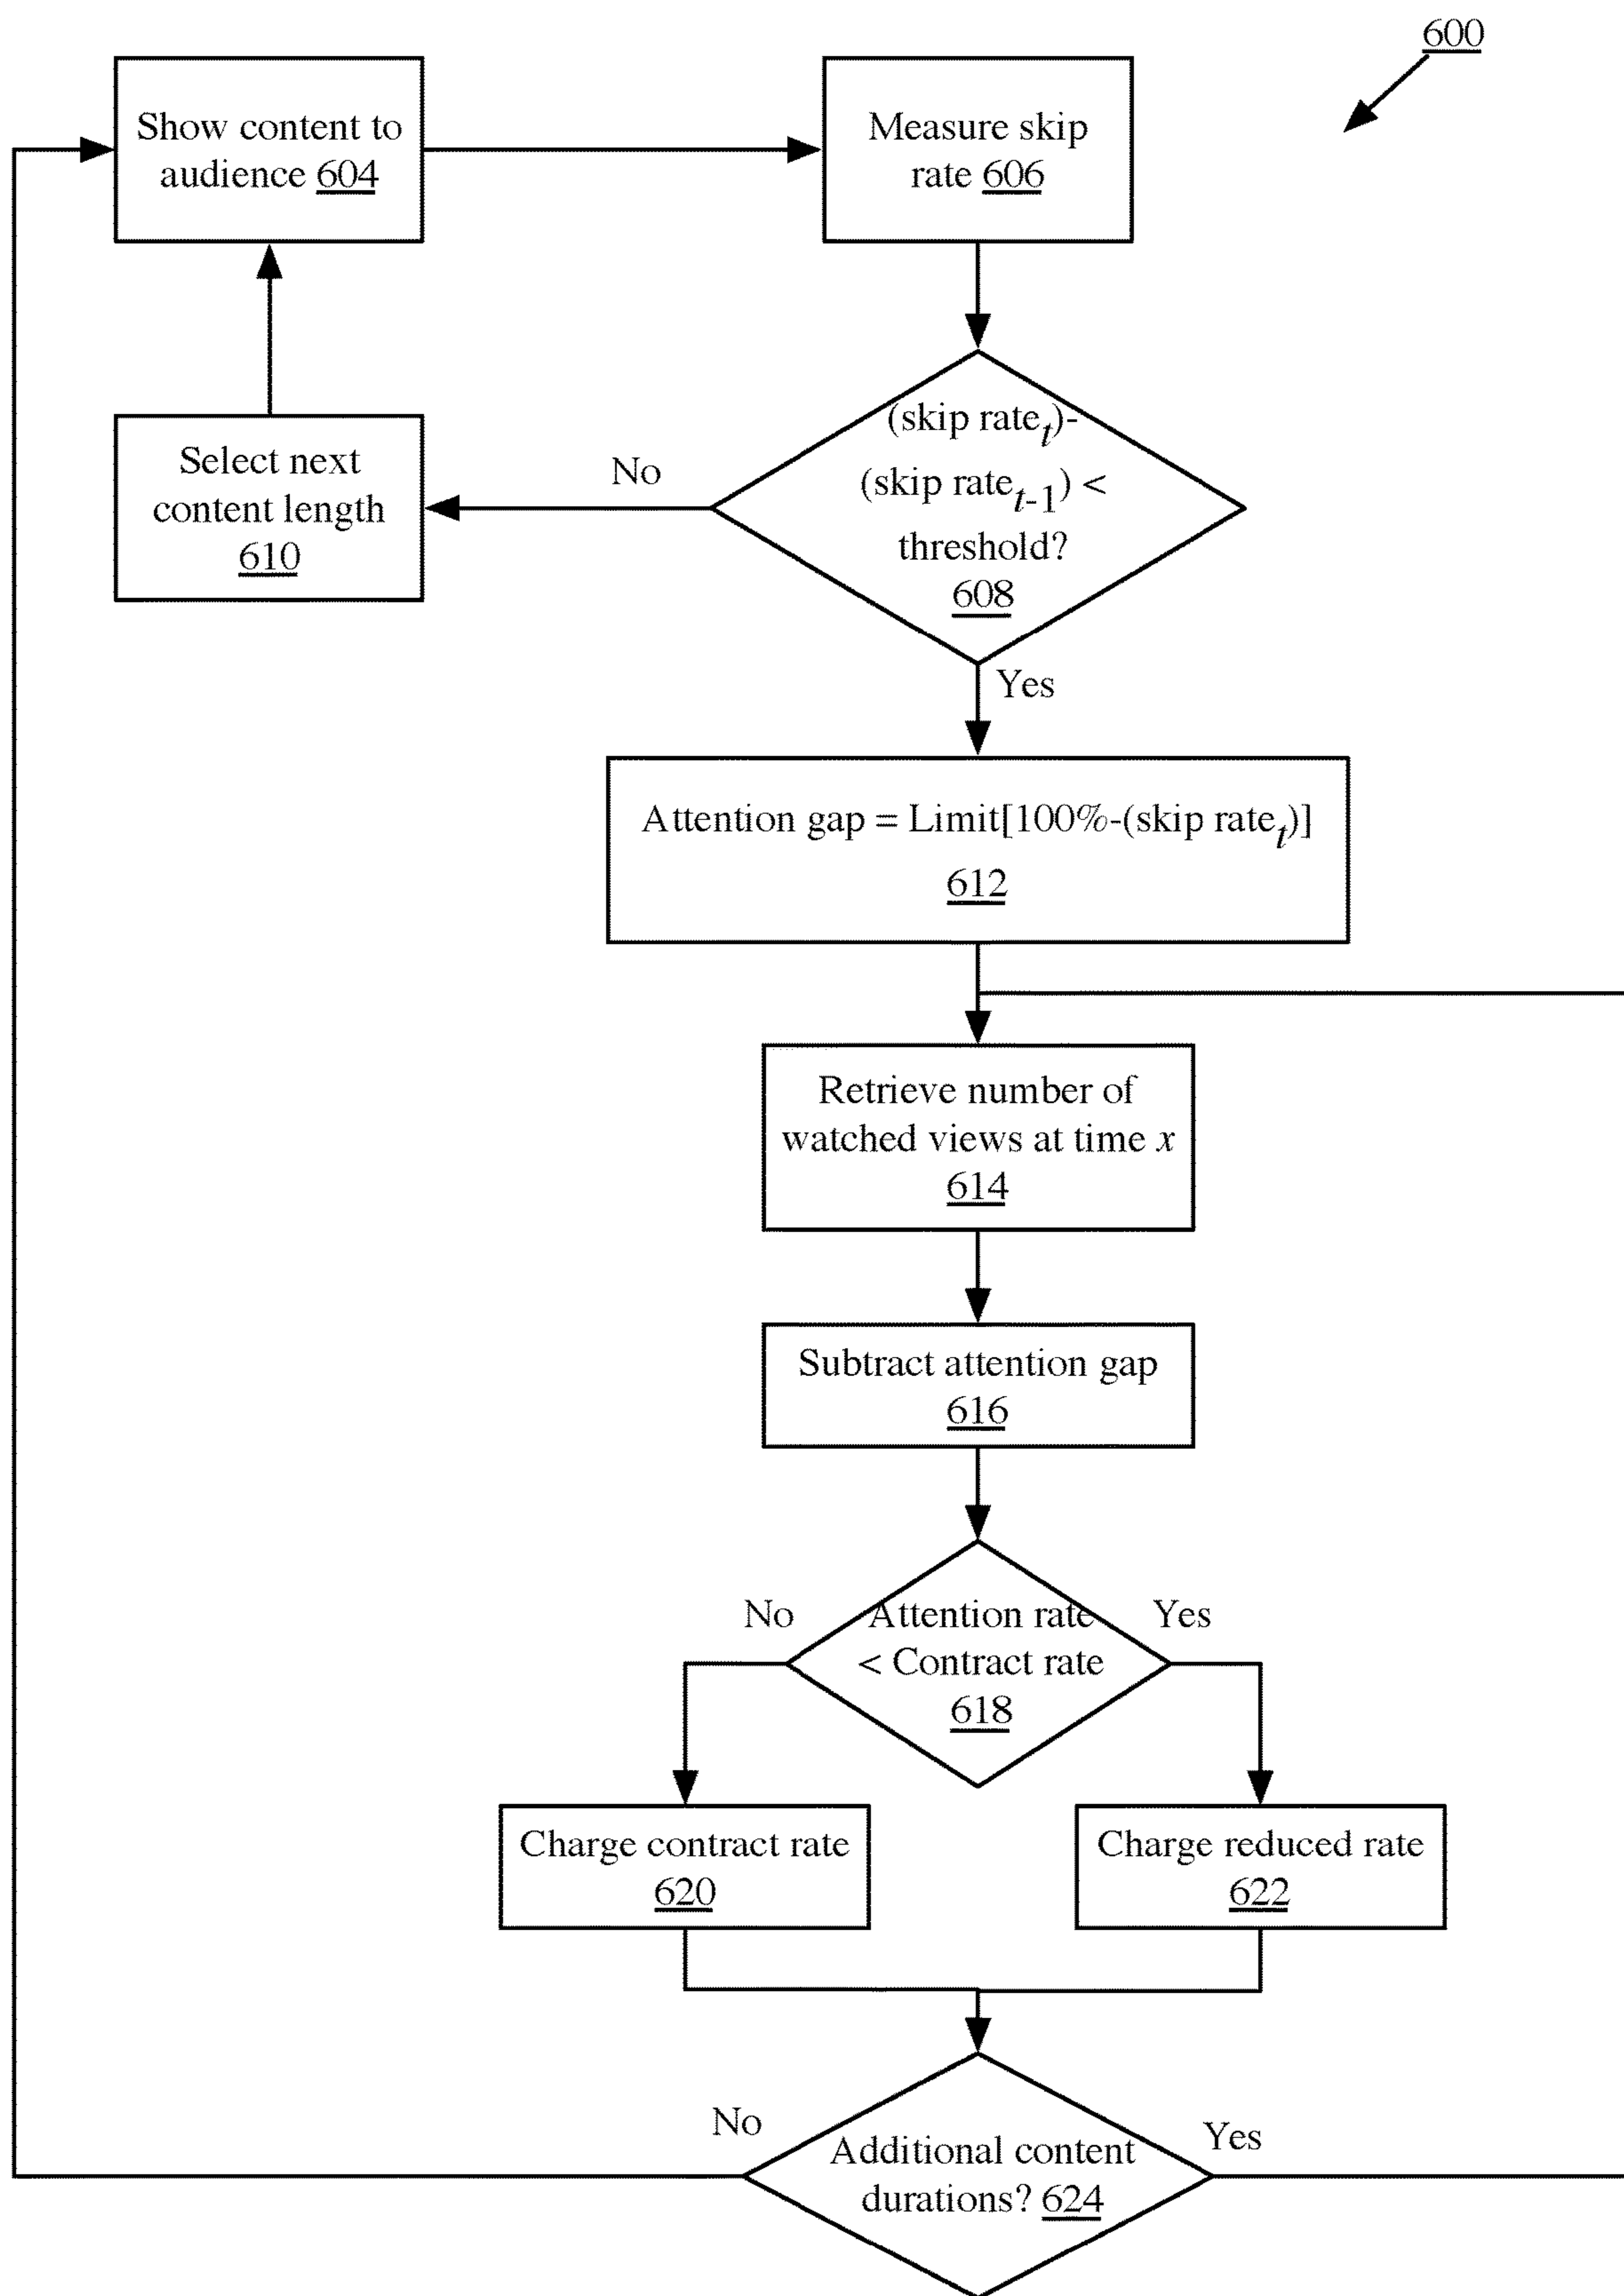 600
Show content to
audience 604
Measure skip
rate 606
(skip rate_t)-
(skip rate_t-1) <
threshold?
608
No
Select next
content length
610
Yes
Attention gap = Limit[100%-(skip rate_t)]
612
Retrieve number of
watched views at time x
614
Subtract attention gap
616
No
Attention rate
< Contract rate
618
Yes
Charge contract rate
620
Charge reduced rate
622
No
Additional content
durations? 624
Yes